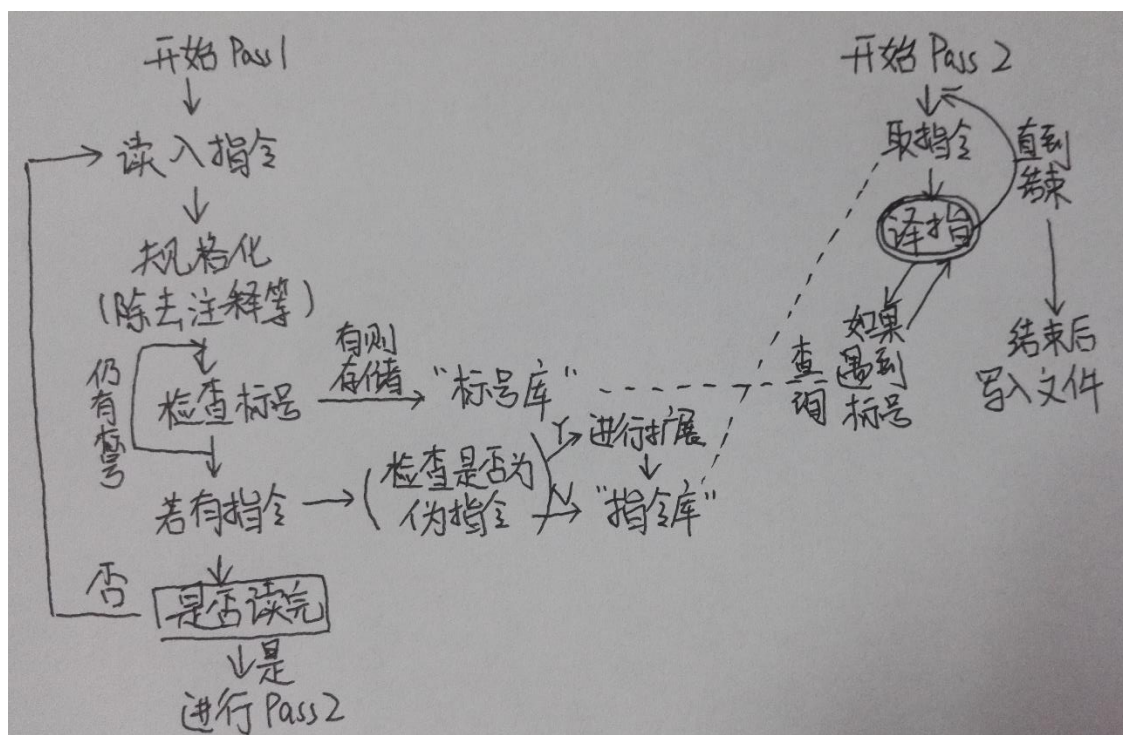 开始 Pass 1
读入指令
规格化
(除去注释等)
仍有标号
检查标号
有则
存储
"标号库"
若有指令
(检查是否为
伪指令)
Y
进行扩展
N
"指令库"
是否读完
否
是
进行 Pass 2
开始 Pass 2
取指令
译指
直到
结束
如果
遇到
标号
查询
结束后
写入文件